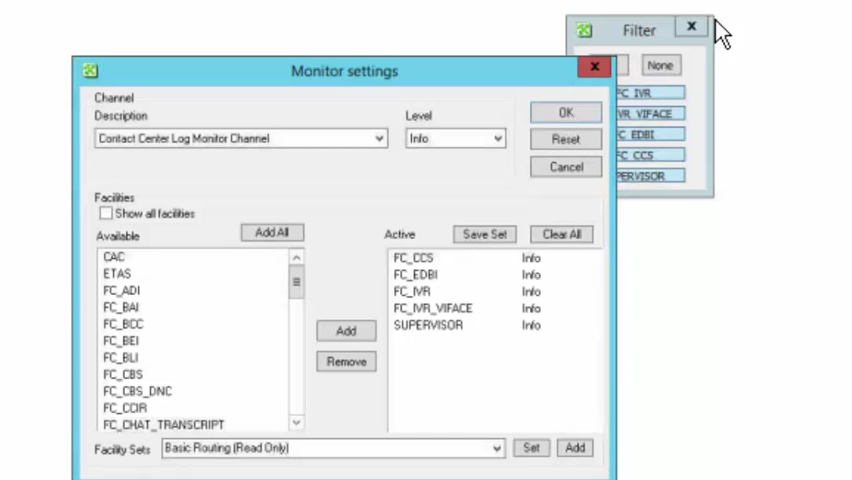 Filter
None
FC_IVR
IVR_VIFACE
FC_EDBI
FC_CCS
SUPERVISOR
Monitor settings
Channel
Description
Level
Contact Center Log Monitor Channel
Info
OK
Reset
Cancel
Facilities
Show all facilities
Available
Add All
Active
Save Set
Clear All
CAC
ETAS
FC_ADI
FC_BAI
FC_BCC
FC_BEI
FC_BLI
FC_CBS
FC_CBS_DNC
FC_CCIR
FC_CHAT_TRANSCRIPT
Add
Remove
FC_CCS Info
FC_EDBI Info
FC_IVR Info
FC_IVR_VIFACE Info
SUPERVISOR Info
Facility Sets
Basic Routing (Read Only)
Set
Add